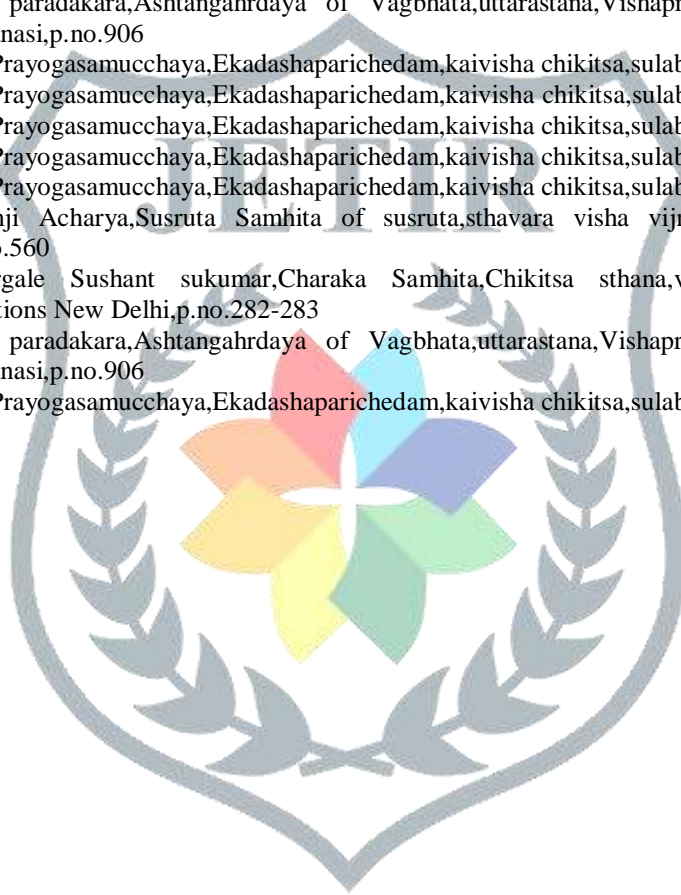 paradakara,Ashtangahrdaya of Vagbhata,uttarastana,Vishapr
nasi,p.no.906
Prayogasamucchaya,Ekadashaparichedam,kaivisha chikitsa,sulab
Prayogasamucchaya,Ekadashaparichedam,kaivisha chikitsa,sulab
Prayogasamucchaya,Ekadashaparichedam,kaivisha chikitsa,sulab
Prayogasamucchaya,Ekadashaparichedam,kaivisha chikitsa,sulab
Prayogasamucchaya,Ekadashaparichedam,kaivisha chikitsa,sulab
JETIR
nji Acharya,Susruta Samhita of susruta,sthavara visha vijn
.560
rgale Sushant sukumar,Charaka Samhita,Chikitsa sthana,v
tions New Delhi,p.no.282-283
paradakara,Ashtangahrdaya of Vagbhata,uttarastana,Vishapr
nasi,p.no.906
Prayogasamucchaya,Ekadashaparichedam,kaivisha chikitsa,sulab